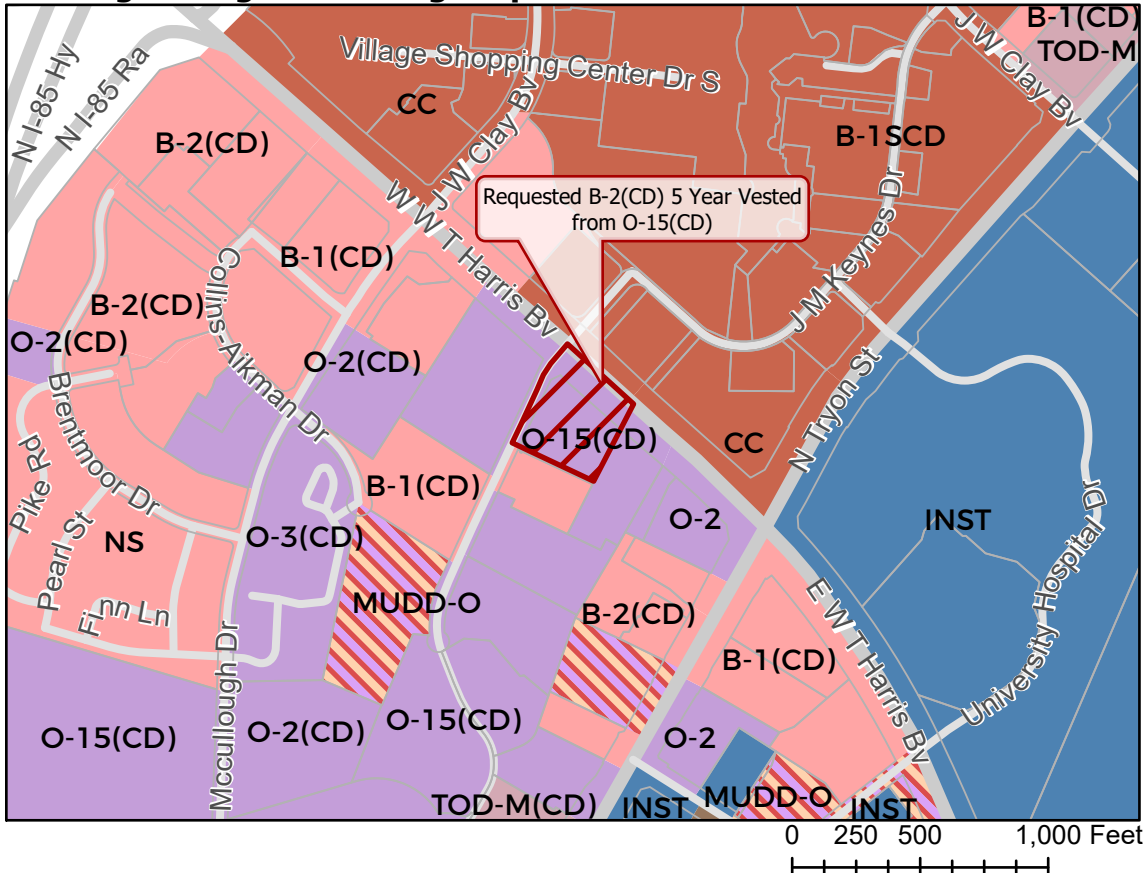 N I-85 Hy
N I-85 Ra
Village Shopping Center Dr S
B-1(CD)
TOD-M
J W Clay Bv
CC
J W Clay Bv
B-1SCD
B-2(CD)
W W T Harris Bv
Requested B-2(CD) 5 Year Vested
from O-15(CD)
J M Keynes Dr
B-1(CD)
Collins-Aikman Dr
B-2(CD)
O-2(CD)
O-2(CD)
Brentmoor Dr
O-15(CD)
CC
N Tryon St
Pike Rd
B-1(CD)
O-2
INST
University Hospital Dr
Pearl St
NS
O-3(CD)
Finn Ln
MUDD-O
B-2(CD)
E W T Harris Bv
B-1(CD)
Mccullough Dr
O-15(CD)
O-2(CD)
O-15(CD)
O-2
TOD-M(CD)
INST
MUDD-O
INST
0 250 500 1,000 Feet